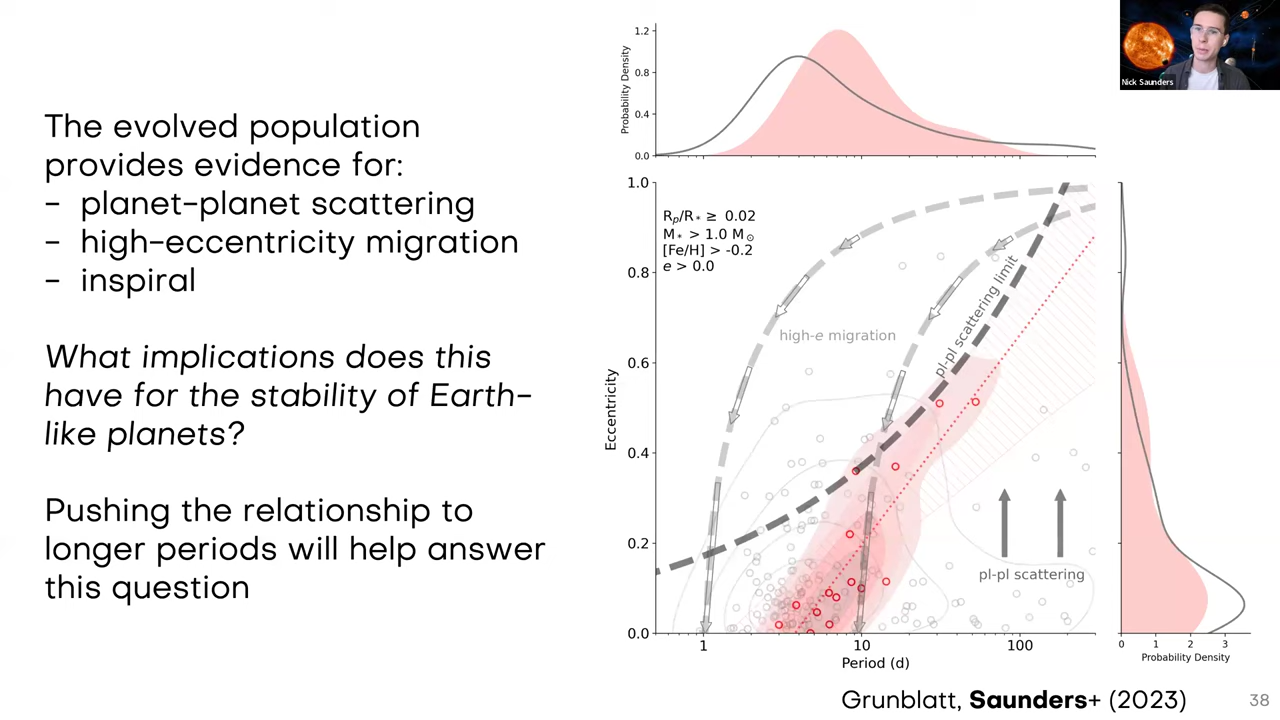 The evolved population
provides evidence for:
- planet-planet scattering
- high-eccentricity migration
- inspiral
What implications does this
have for the stability of Earth-
like planets?
Pushing the relationship to
longer periods will help answer
this question
Probability Density
1.2
0.8
0.4
0.0
Nick Saunders
Eccentricity
1.0
0.8
0.6
0.4
0.2
0.0
Rp/R* ≥ 0.02
M* > 1.0 M⊙
[Fe/H] > -0.2
e > 0.0
high-e migration
pl-pl scattering limit
pl-pl scattering
1 10 100
Period (d)
0 1 2 3
Probability Density
Grunblatt, Saunders+ (2023)
38